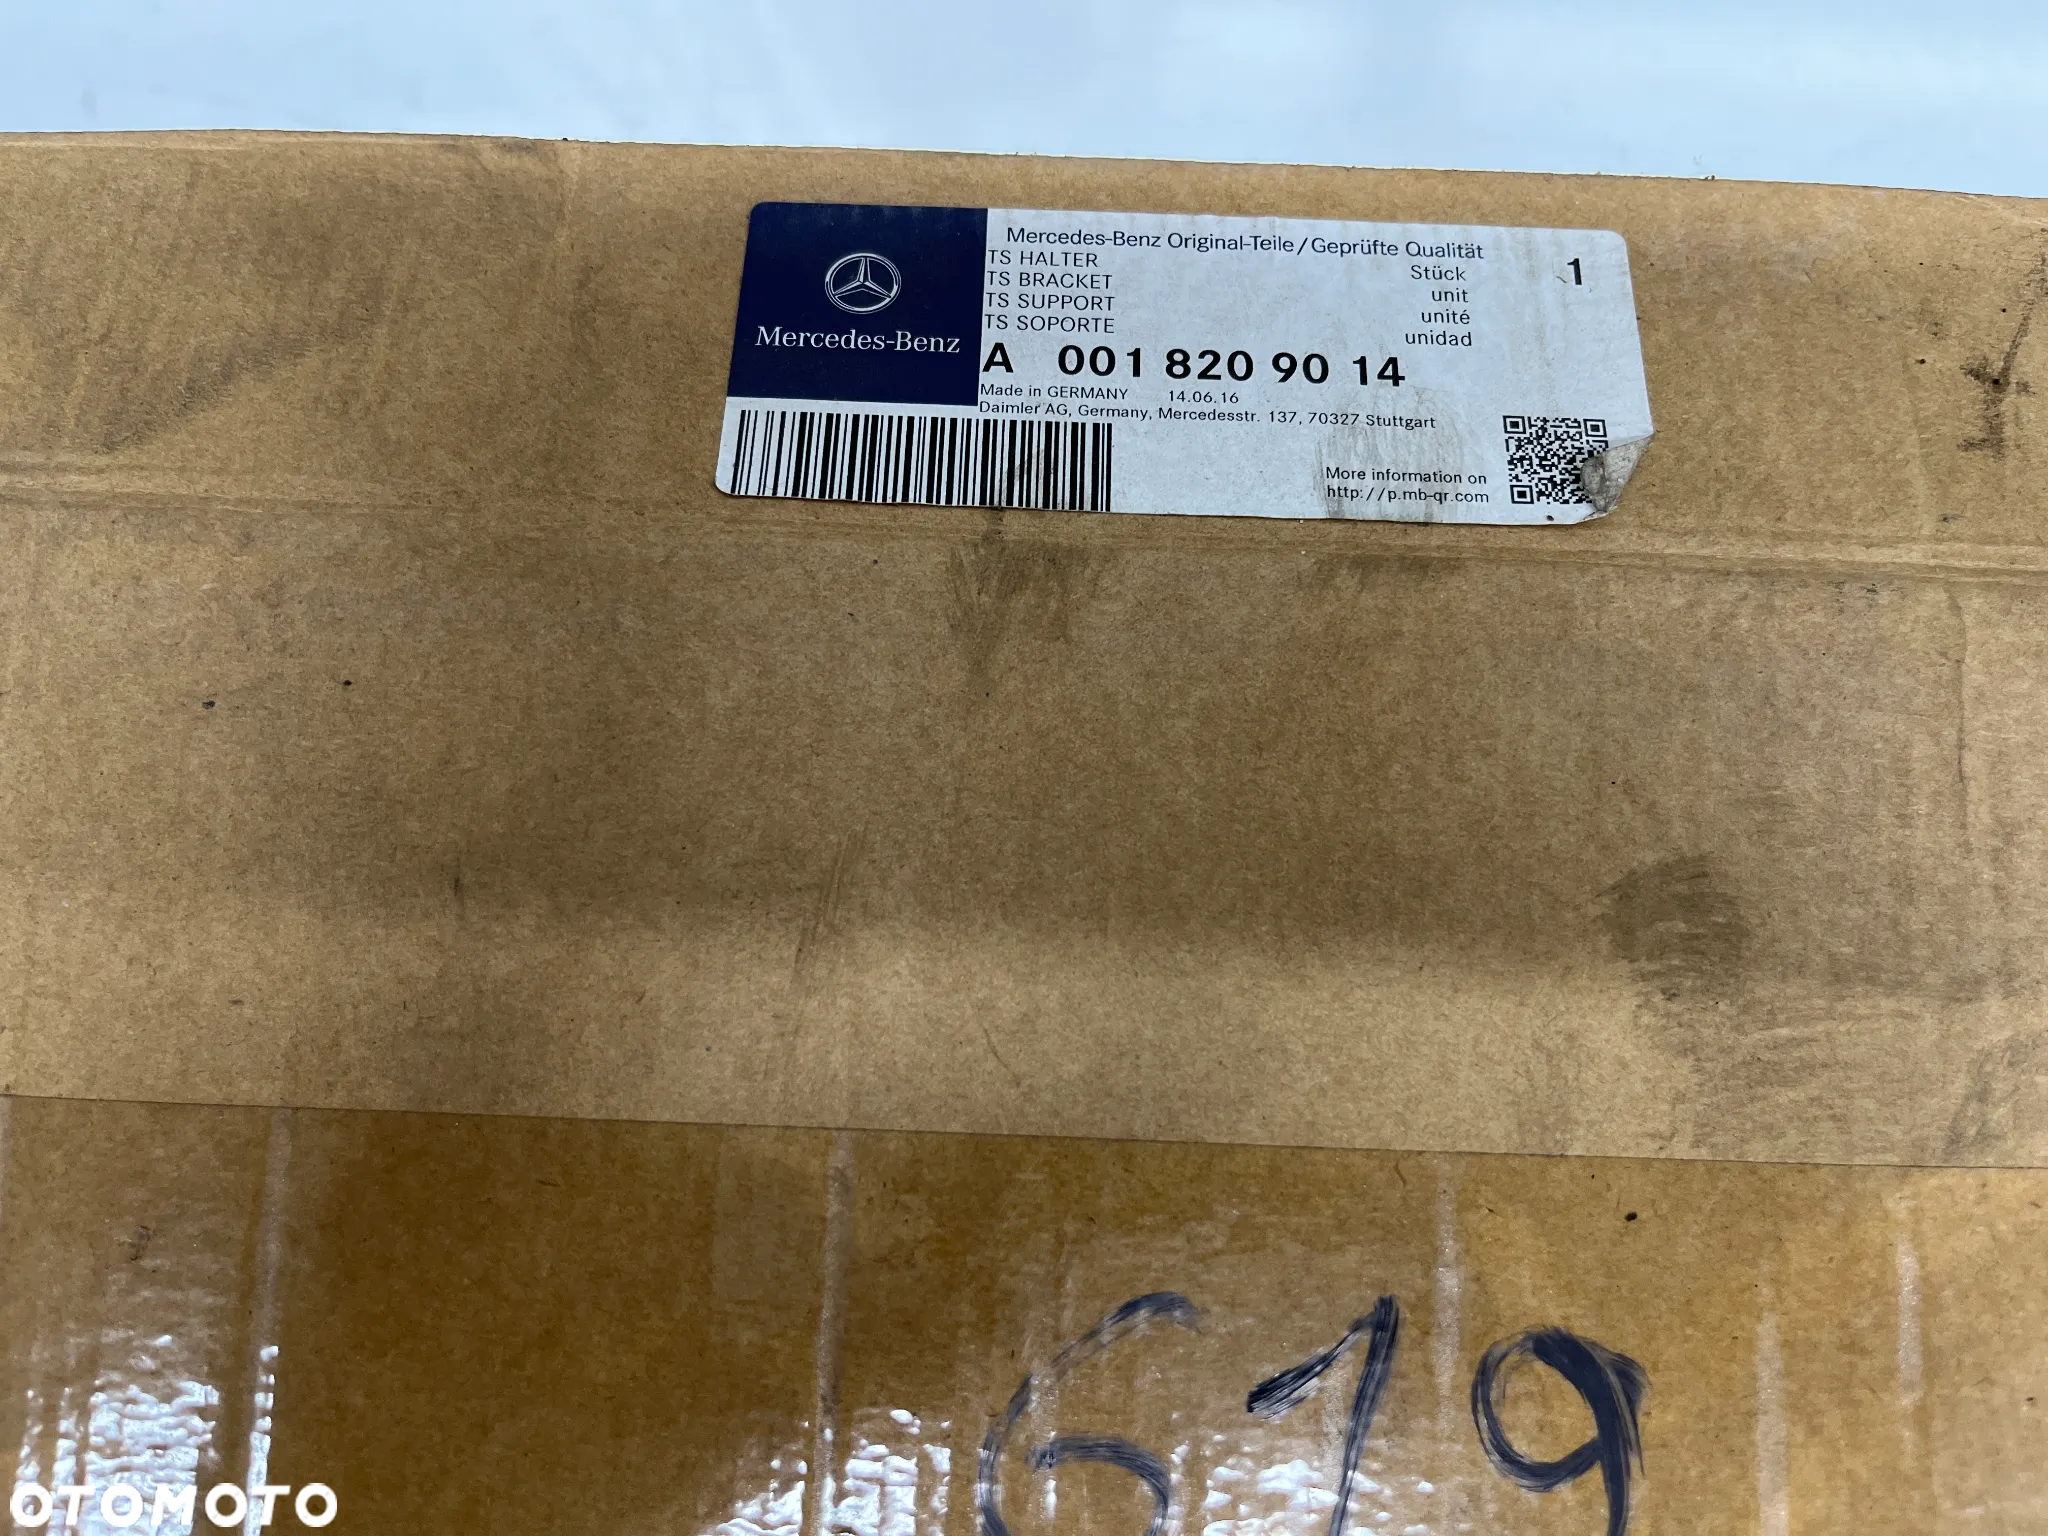 Mercedes-Benz
Mercedes-Benz Original-Teile/Geprüfte Qualität
TS HALTER Stück 1
TS BRACKET unit
TS SUPPORT unité
TS SOPORTE unidad
A 001 820 90 14
Made in GERMANY 14.06.16
Daimler AG, Germany, Mercedesstr. 137, 70327 Stuttgart
More information on
http://p.mb-qr.com
619
OTOMOTO